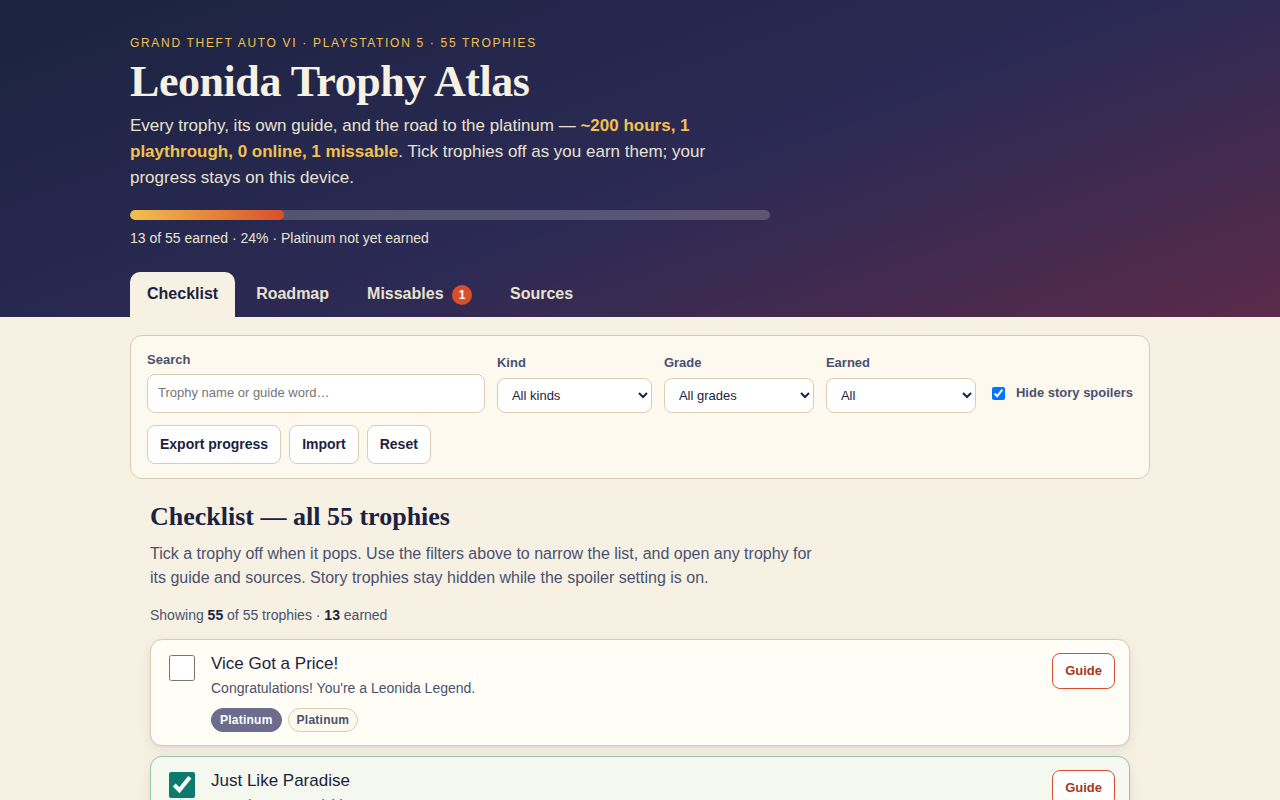 GRAND THEFT AUTO VI · PLAYSTATION 5 · 55 TROPHIES
Leonida Trophy Atlas
Every trophy, its own guide, and the road to the platinum — ~200 hours, 1
playthrough, 0 online, 1 missable. Tick trophies off as you earn them; your
progress stays on this device.
13 of 55 earned · 24% · Platinum not yet earned
Checklist Roadmap Missables 1 Sources
Search Kind Grade Earned
Trophy name or guide word… All kinds All grades All Hide story spoilers
Export progress Import Reset
Checklist — all 55 trophies
Tick a trophy off when it pops. Use the filters above to narrow the list, and open any trophy for
its guide and sources. Story trophies stay hidden while the spoiler setting is on.
Showing 55 of 55 trophies · 13 earned
Vice Got a Price! Guide
Congratulations! You're a Leonida Legend.
Platinum Platinum
Just Like Paradise Guide